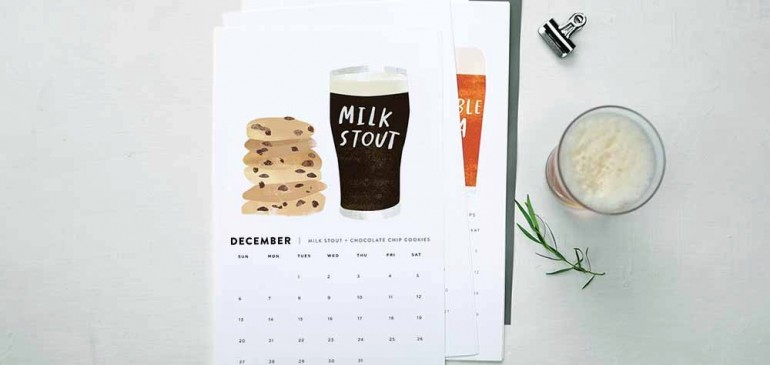 MILK
STOUT
BLE
A
DECEMBER | MILK STOUT + CHOCOLATE CHIP COOKIES
SUN MON TUES WED THU FRI SAT
1 2 3 4 5
6 7 8 9 10 11 12
13 14 15 16 17 18 19
20 21 22 23 24 25 26
27 28 29 30 31